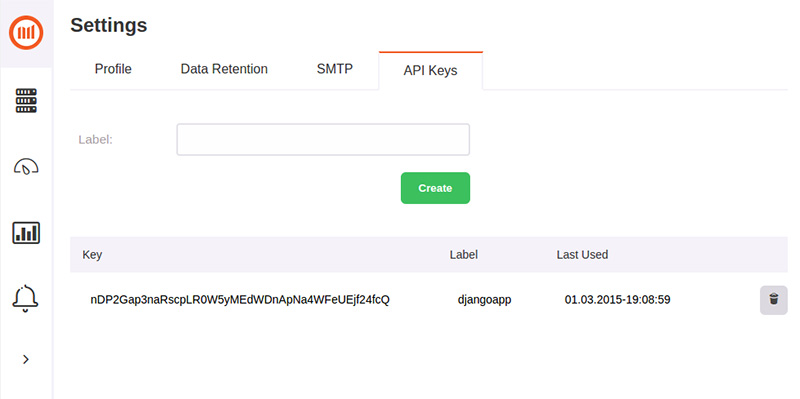 Settings
Profile Data Retention SMTP API Keys
Label:
Create
Key Label Last Used
nDP2Gap3naRscpLR0W5yMEdWDnApNa4WFeUEjf24fcQ djangoapp 01.03.2015-19:08:59